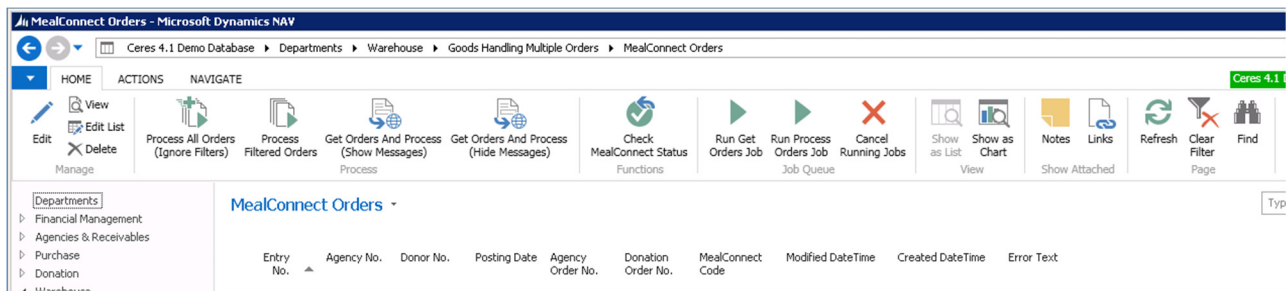 MealConnect Orders - Microsoft Dynamics NAV
Ceres 4.1 Demo Database ▸ Departments ▸ Warehouse ▸ Goods Handling Multiple Orders ▸ MealConnect Orders
HOME ACTIONS NAVIGATE
Ceres 4.1
Edit
View
Edit List
Delete
Manage
Process All Orders
(Ignore Filters)
Process
Filtered Orders
Get Orders And Process
(Show Messages)
Get Orders And Process
(Hide Messages)
Process
Check
MealConnect Status
Functions
Run Get
Orders Job
Run Process
Orders Job
Cancel
Running Jobs
Job Queue
Show
as List
Show as
Chart
View
Notes
Links
Show Attached
Refresh
Clear
Filter
Find
Page
Departments
Financial Management
Agencies & Receivables
Purchase
Donation
Warehouse
MealConnect Orders
Typ
Entry
No.
Agency No.
Donor No.
Posting Date
Agency
Order No.
Donation
Order No.
MealConnect
Code
Modified DateTime
Created DateTime
Error Text